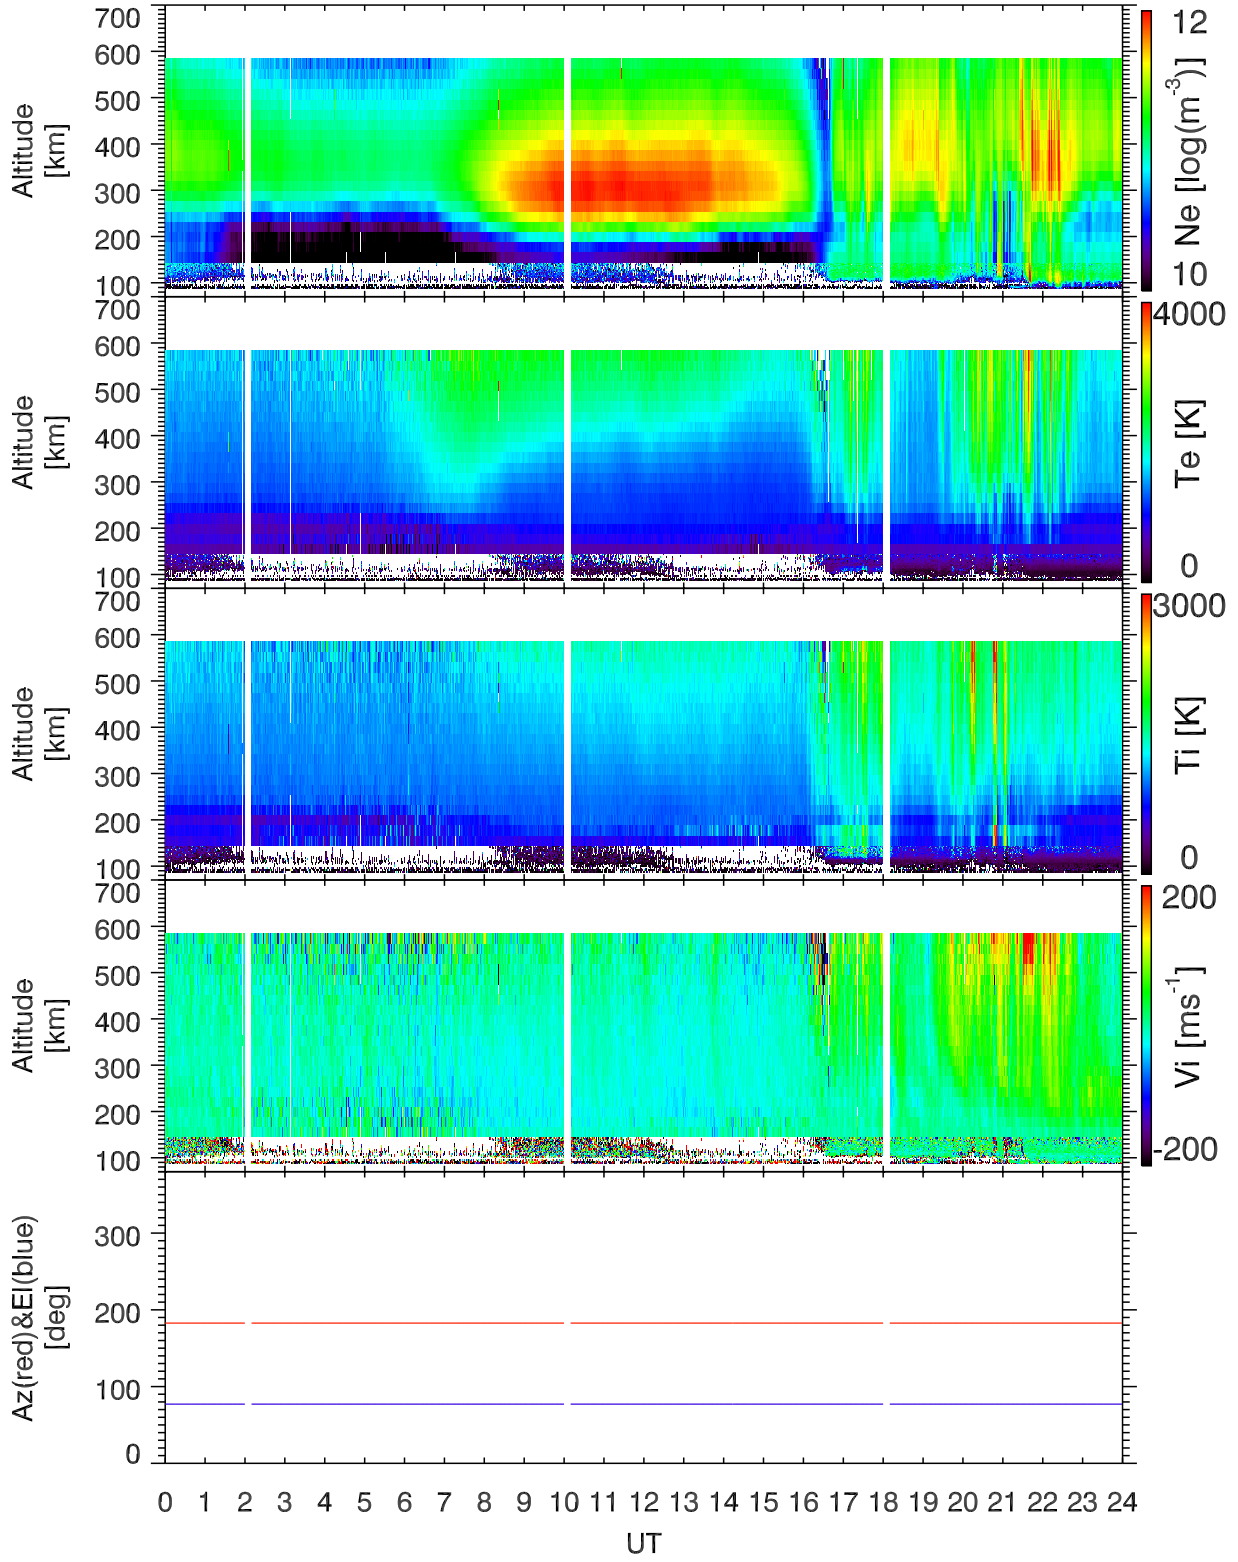 700
600
500
400
300
200
100
Altitude
[km]
12
Ne [log(m⁻³)]
10
700
600
500
400
300
200
100
Altitude
[km]
4000
Te [K]
0
700
600
500
400
300
200
100
Altitude
[km]
3000
Ti [K]
0
700
600
500
400
300
200
100
Altitude
[km]
200
Vi [ms⁻¹]
-200
300
200
100
0
Az(red)&El(blue)
[deg]
0 1 2 3 4 5 6 7 8 9 10 11 12 13 14 15 16 17 18 19 20 21 22 23 24
UT